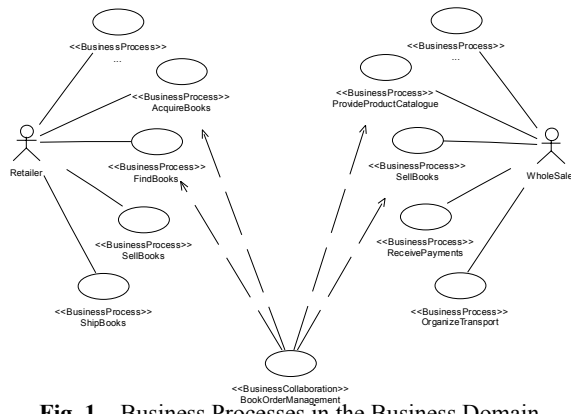 <<BusinessProcess>>
...
<<BusinessProcess>>
AcquireBooks
<<BusinessProcess>>
FindBooks
Retailer
<<BusinessProcess>>
SellBooks
<<BusinessProcess>>
ShipBooks
<<BusinessProcess>>
...
<<BusinessProcess>>
ProvideProductCatalogue
<<BusinessProcess>>
SellBooks
WholeSale
<<BusinessProcess>>
ReceivePayments
<<BusinessProcess>>
OrganizeTransport
<<BusinessCollaboration>>
BookOrderManagement
Fig. 1. Business Processes in the Business Domain